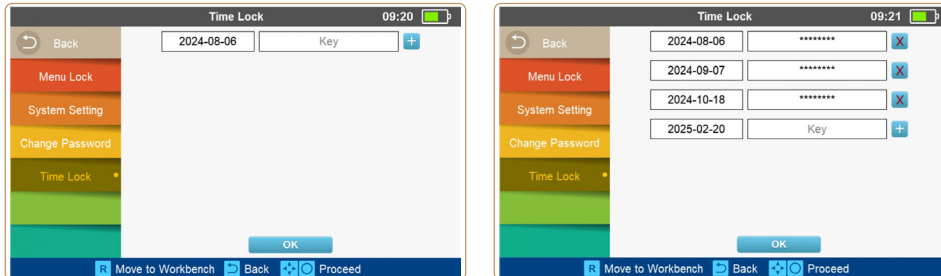 Time Lock 09:20
Back
2024-08-06 Key +
Menu Lock
System Setting
Change Password
Time Lock
OK
R Move to Workbench Back Proceed
Time Lock 09:21
Back
2024-08-06 ******** X
Menu Lock
2024-09-07 ******** X
System Setting
2024-10-18 ******** X
2025-02-20 Key +
Change Password
Time Lock
OK
R Move to Workbench Back Proceed